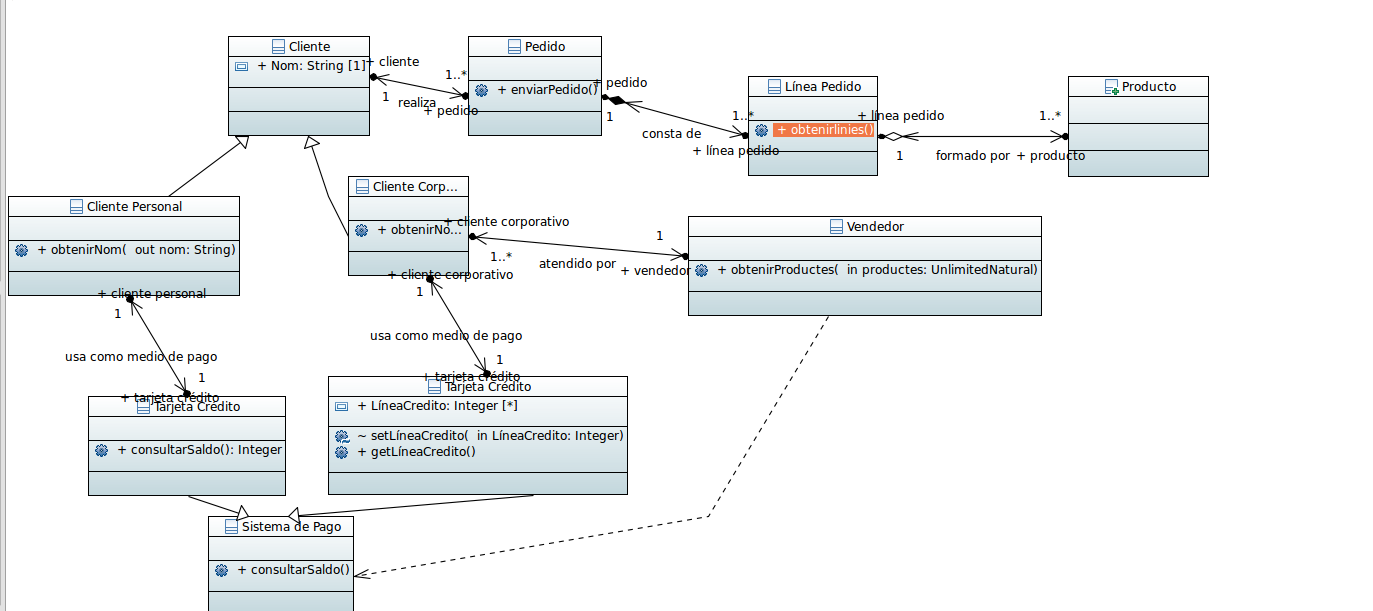 Cliente
+ Nom: String [1]
+ cliente
1
realiza
1..*
+ pedido
Pedido
+ enviarPedido()
+ pedido
1
consta de
1..*
+ línea pedido
Línea Pedido
+ obtenirlinies()
+ línea pedido
1
formado por
1..*
+ producto
Producto
Cliente Personal
+ obtenirNom( out nom: String)
+ cliente personal
1
usa como medio de pago
1
+ tarjeta crédito
Tarjeta Crédito
+ consultarSaldo(): Integer
Cliente Corp...
+ obtenirNo...
+ cliente corporativo
1..*
atendido por
1
+ vendedor
Vendedor
+ obtenirProductes( in productes: UnlimitedNatural)
+ cliente corporativo
1
usa como medio de pago
1
+ tarjeta crédito
Tarjeta Crédito
+ LíneaCredito: Integer [*]
~ setLíneaCredito( in LíneaCredito: Integer)
+ getLíneaCredito()
Sistema de Pago
+ consultarSaldo()